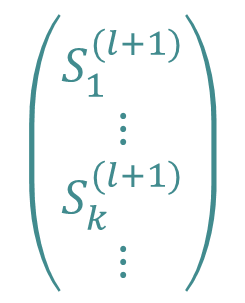 S_1^{(l+1)}
⋮
S_k^{(l+1)}
⋮